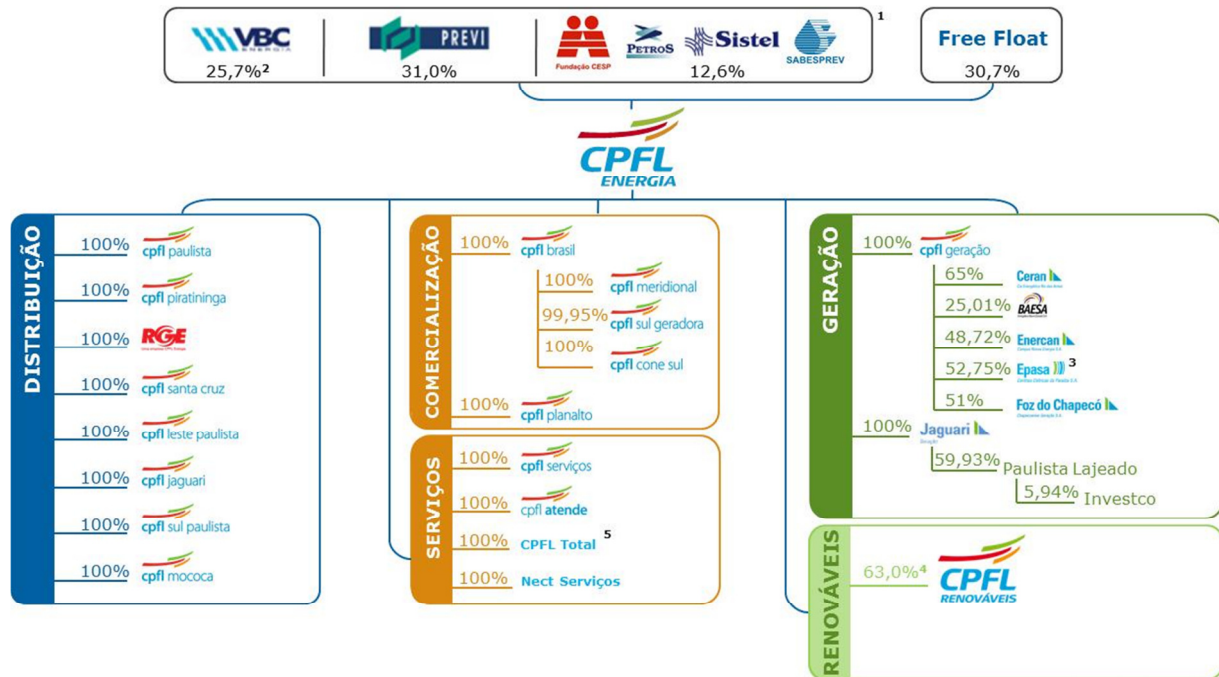 VBC
ENERGIA
25,7%²
PREVI
31,0%
Fundação CESP
PETROS
Sistel
SABESPREV
1
12,6%
Free Float
30,7%
CPFL
ENERGIA
DISTRIBUIÇÃO
100% cpfl paulista
100% cpfl piratininga
100% RGE
100% cpfl santa cruz
100% cpfl leste paulista
100% cpfl jaguari
100% cpfl sul paulista
100% cpfl mococa
COMERCIALIZAÇÃO
100% cpfl brasil
100% cpfl meridional
99,95% cpfl sul geradora
100% cpfl cone sul
100% cpfl planalto
SERVIÇOS
100% cpfl serviços
100% cpfl atende
100% CPFL Total 5
100% Nect Serviços
GERAÇÃO
100% cpfl geração
65% Ceran
25,01% BAESA
48,72% Enercan
52,75% Epasa 3
51% Foz do Chapecó
100% Jaguari
59,93% Paulista Lajeado
5,94% Investco
RENOVÁVEIS
63,0%⁴ CPFL
RENOVÁVEIS